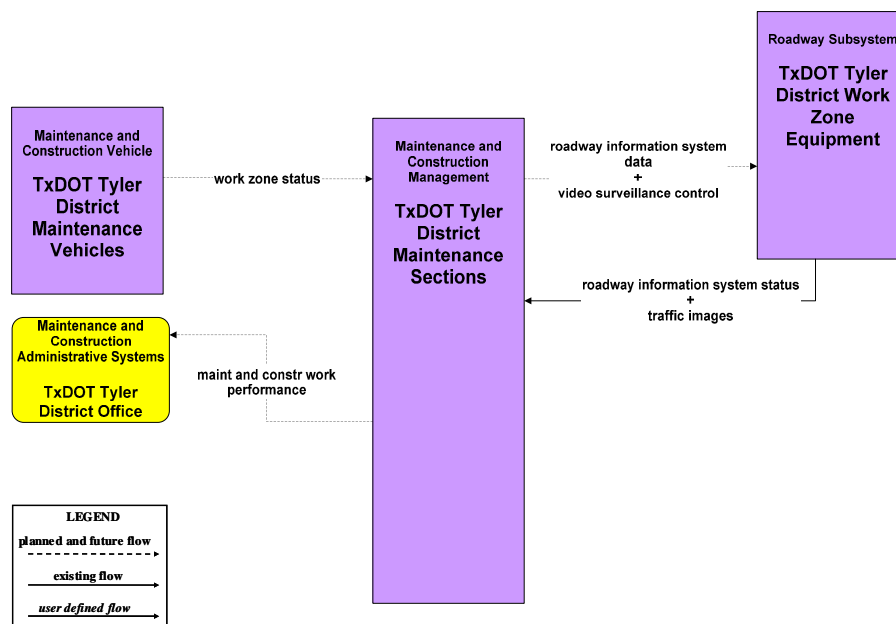 Roadway Subsystem
TxDOT Tyler
District Work
Zone
Equipment
Maintenance and
Construction Vehicle
TxDOT Tyler
District
Maintenance
Vehicles
work zone status
Maintenance and
Construction
Management
TxDOT Tyler
District
Maintenance
Sections
roadway information system
data
+
video surveillance control
roadway information system status
+
traffic images
Maintenance and
Construction
Administrative Systems
TxDOT Tyler
District Office
maint and constr work
performance
LEGEND
planned and future flow
existing flow
user defined flow